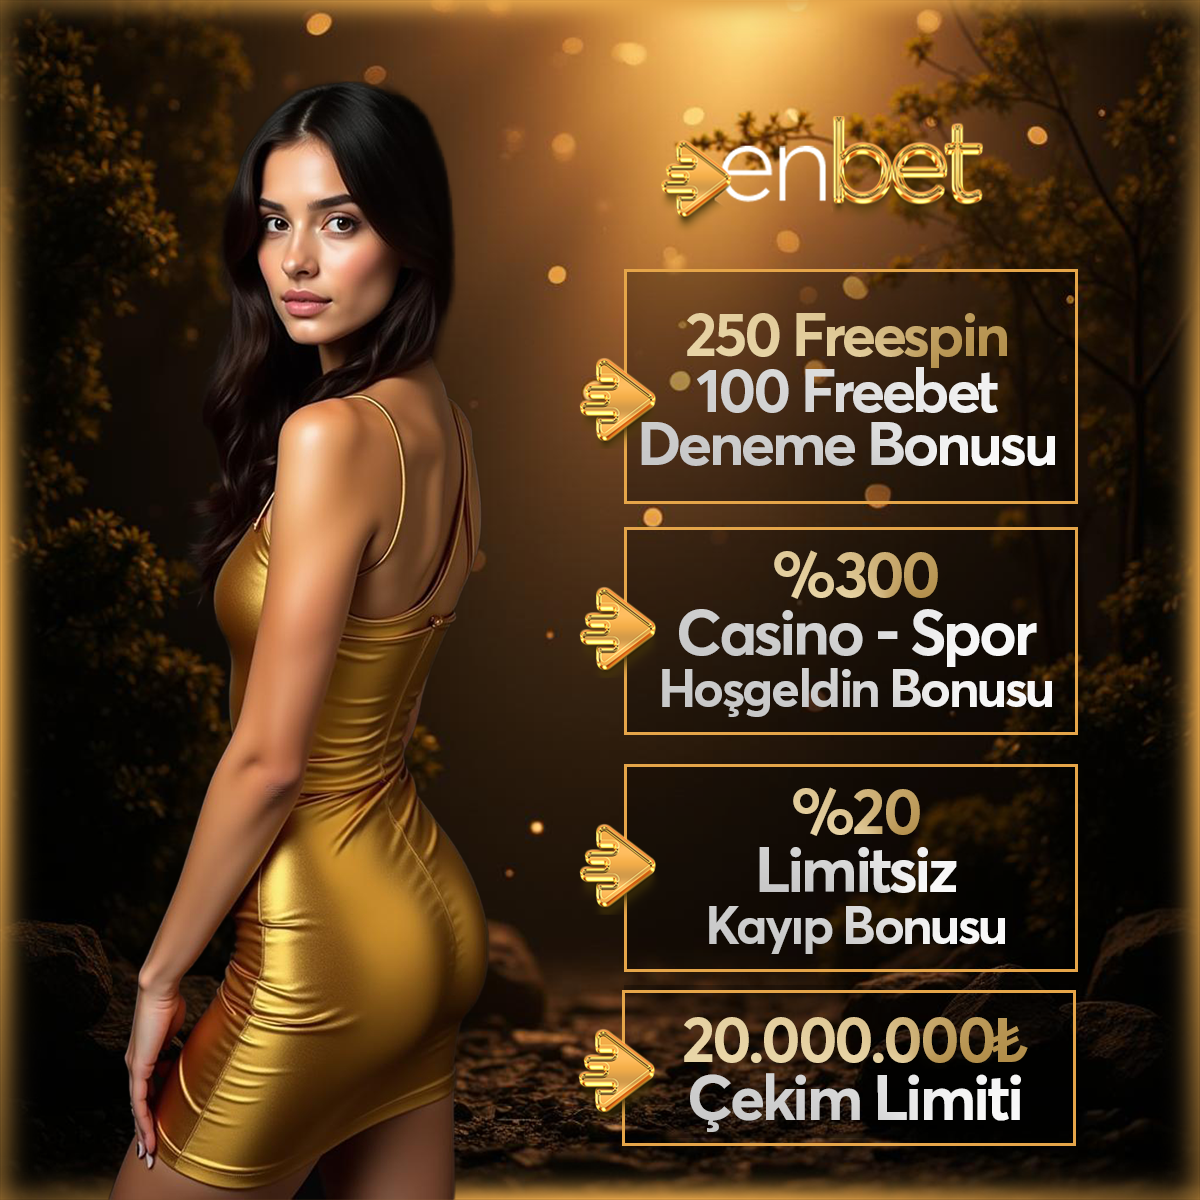 enbet
250 Freespin
100 Freebet
Deneme Bonusu
%300
Casino - Spor
Hoşgeldin Bonusu
%20
Limitsiz
Kayıp Bonusu
20.000.000₺
Çekim Limiti